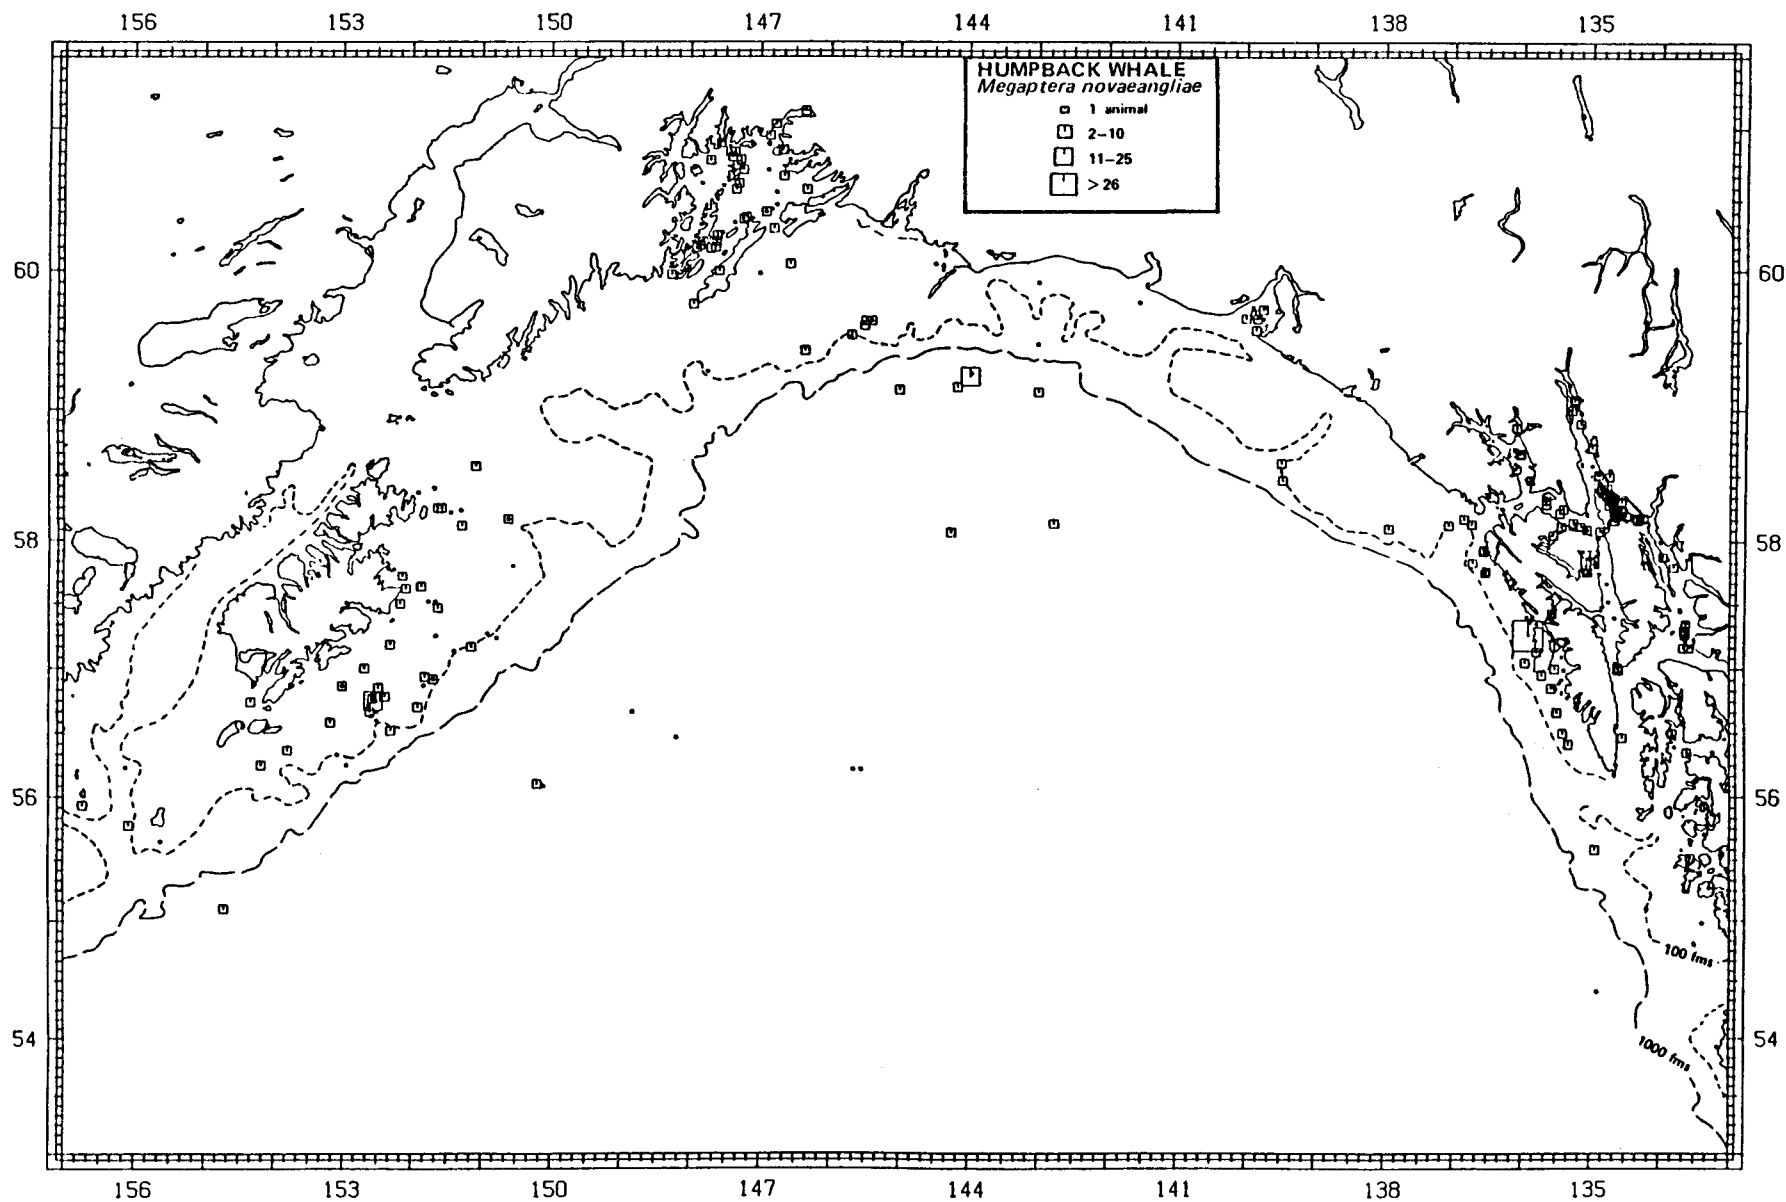 156 153 150 147 144 141 138 135
HUMPBACK WHALE
Megaptera novaeangliae
1 animal
2–10
11–25
>26
60 60
58 58
56 56
100 fms
54 54
1000 fms
156 153 150 147 144 141 138 135